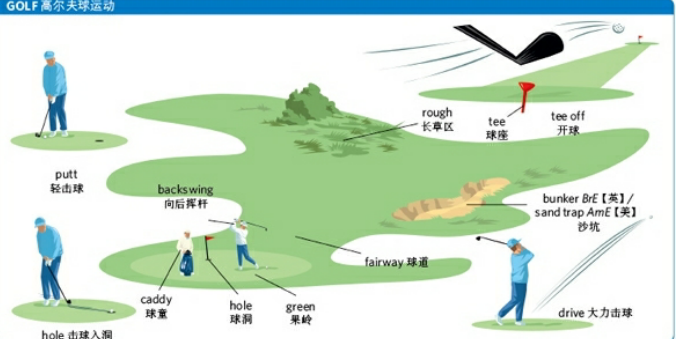 GOLF 高尔夫球运动
rough
长草区
tee
球座
tee off
开球
putt
轻击球
backswing
向后挥杆
bunker BrE【英】/
sand trap AmE【美】
沙坑
fairway 球道
caddy
球童
hole
球洞
green
果岭
drive 大力击球
hole 击球入洞